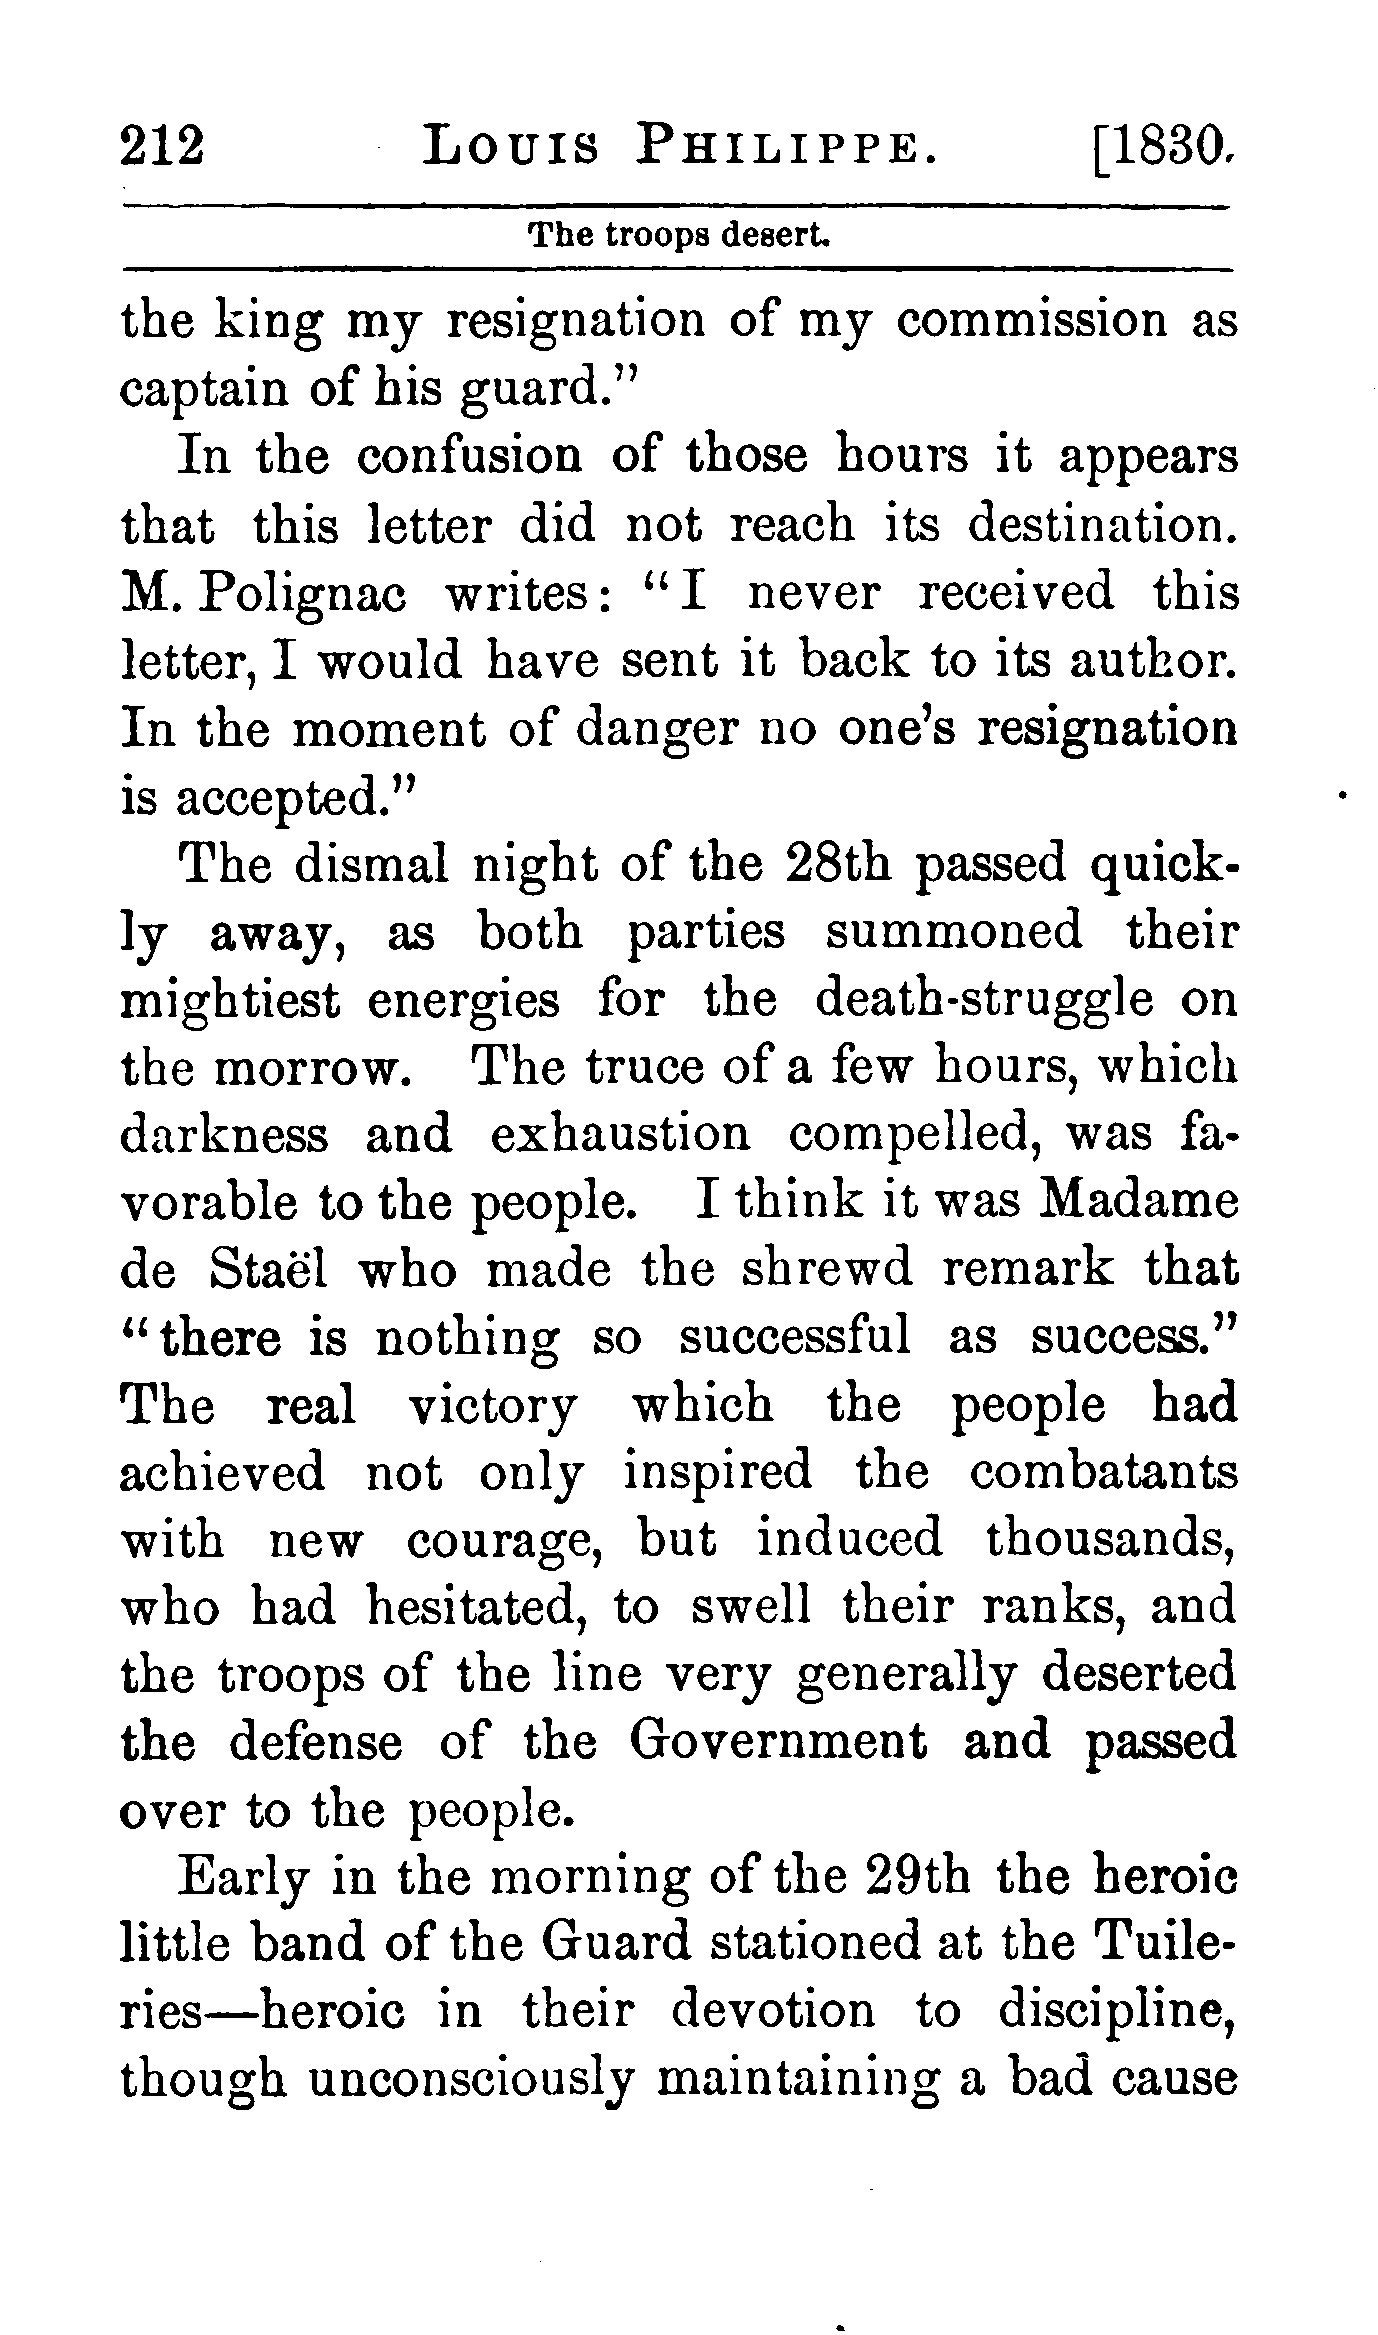 212 LOUIS PHILIPPE. [1830.
The troops desert.
the king my resignation of my commission as
captain of his guard.”
In the confusion of those hours it appears
that this letter did not reach its destination.
M. Polignac writes: “I never received this
letter, I would have sent it back to its author.
In the moment of danger no one’s resignation
is accepted.”
The dismal night of the 28th passed quick-
ly away, as both parties summoned their
mightiest energies for the death-struggle on
the morrow. The truce of a few hours, which
darkness and exhaustion compelled, was fa-
vorable to the people. I think it was Madame
de Staël who made the shrewd remark that
“there is nothing so successful as success.”
The real victory which the people had
achieved not only inspired the combatants
with new courage, but induced thousands,
who had hesitated, to swell their ranks, and
the troops of the line very generally deserted
the defense of the Government and passed
over to the people.
Early in the morning of the 29th the heroic
little band of the Guard stationed at the Tuile-
ries—heroic in their devotion to discipline,
though unconsciously maintaining a bad cause